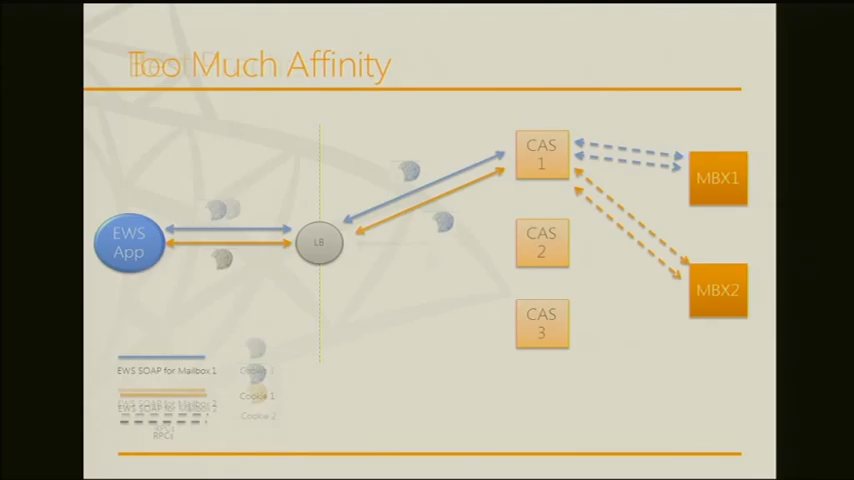 Too Much Affinity
CAS
1
MBX1
EWS
App
LB
CAS
2
MBX2
CAS
3
EWS SOAP for Mailbox 1
Cookie 1
Cookie 1
EWS SOAP for Mailbox 2
Cookie 2
RPCs